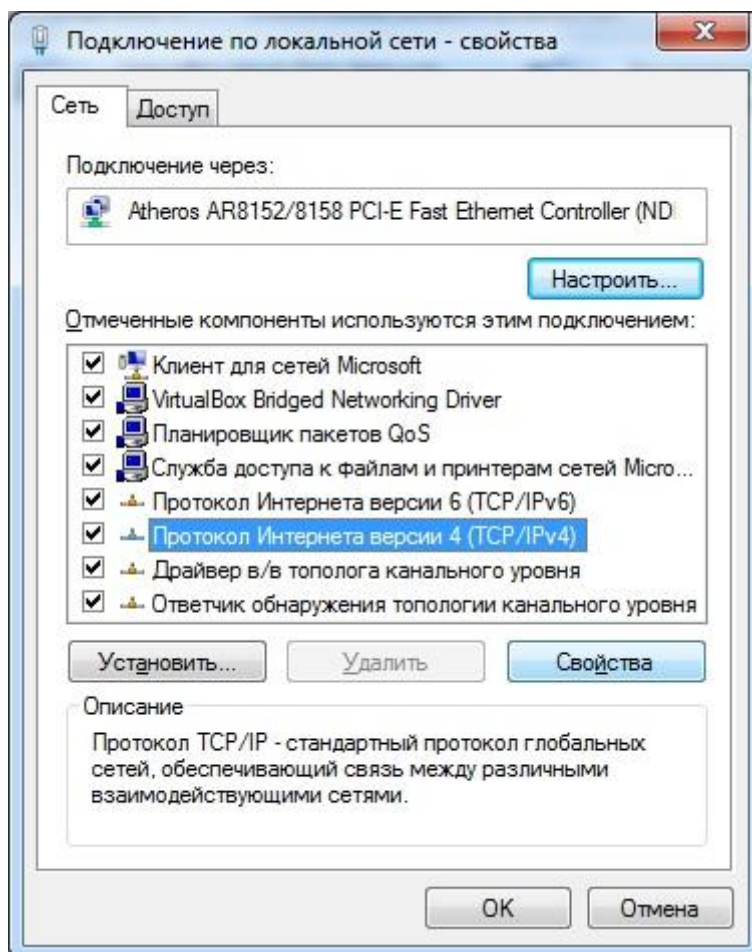 Подключение по локальной сети - свойства
Сеть
Доступ
Подключение через:
Atheros AR8152/8158 PCI-E Fast Ethernet Controller (ND
Настроить...
Отмеченные компоненты используются этим подключением:
Клиент для сетей Microsoft
VirtualBox Bridged Networking Driver
Планировщик пакетов QoS
Служба доступа к файлам и принтерам сетей Micro...
Протокол Интернета версии 6 (TCP/IPv6)
Протокол Интернета версии 4 (TCP/IPv4)
Драйвер в/в тополога канального уровня
Ответчик обнаружения топологии канального уровня
Установить...
Удалить
Свойства
Описание
Протокол TCP/IP - стандартный протокол глобальных
сетей, обеспечивающий связь между различными
взаимодействующими сетями.
OK
Отмена